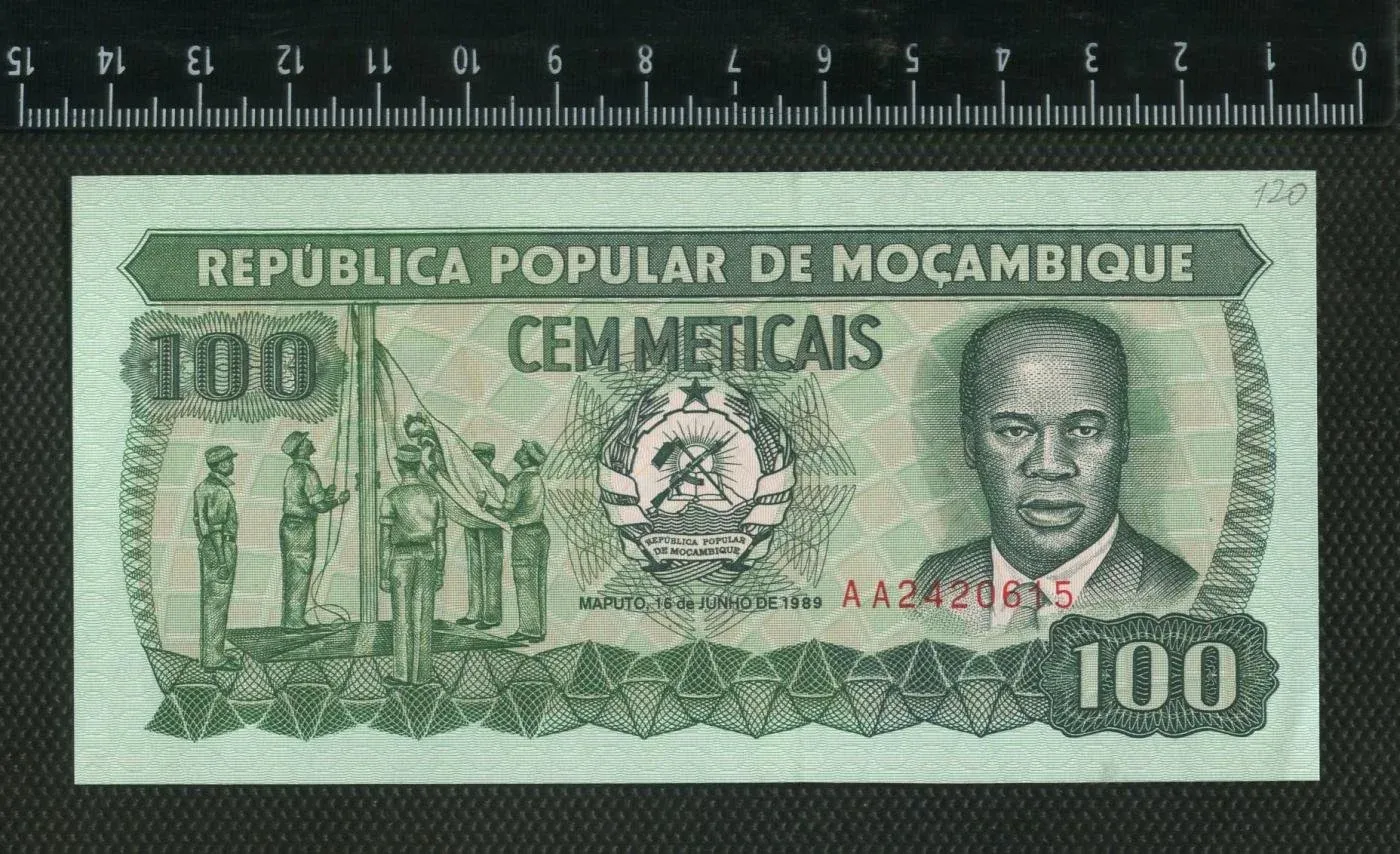 15 14 13 12 11 10 9 8 7 6 5 4 3 2 1 0
120
REPÚBLICA POPULAR DE MOÇAMBIQUE
100
CEM METICAIS
REPÚBLICA POPULAR
DE MOÇAMBIQUE
MAPUTO, 16 de JUNHO DE 1989
AA2420615
100